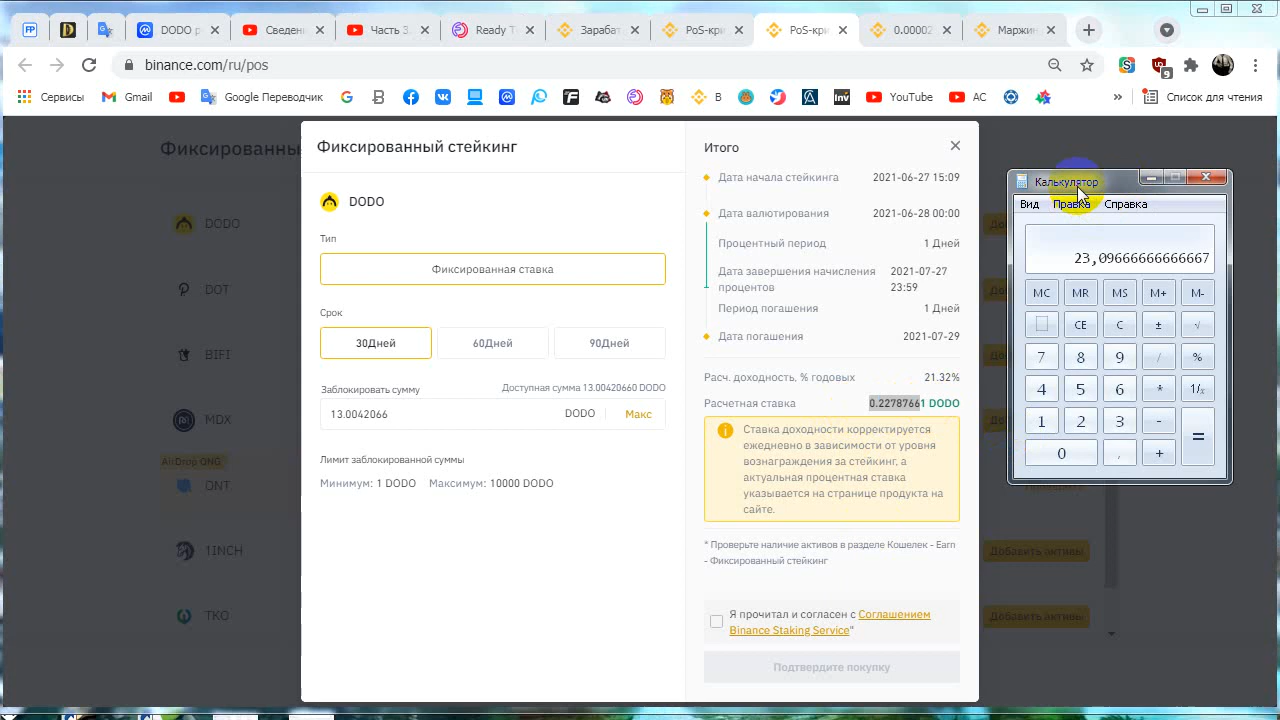 FP
D
DODO р
Сведен
Часть 3.
Ready T
Зарабат
PoS-кри
PoS-кри
0.00002
Маржин
binance.com/ru/pos
9
Сервисы
Gmail
Google Переводчик
B
inv
YouTube
AC
»
Список для чтения
Фиксированны
DODO
DOT
BIFI
MDX
AirDrop QNG
ONT
1INCH
TKO
Добавить активы
Добавить активы
Фиксированный стейкинг
DODO
Тип
Фиксированная ставка
Срок
30Дней
60Дней
90Дней
Заблокировать сумму
Доступная сумма 13.00420660 DODO
13.0042066
DODO
Макс
Лимит заблокированной суммы
Минимум: 1 DODO Максимум: 10000 DODO
Итого
Дата начала стейкинга
2021-06-27 15:09
Дата валютирования
2021-06-28 00:00
Процентный период
1 Дней
Дата завершения начисления
процентов
2021-07-27
23:59
Период погашения
1 Дней
Дата погашения
2021-07-29
Расч. доходность, % годовых
21.32%
Расчетная ставка
0.22787661 DODO
Ставка доходности корректируется
ежедневно в зависимости от уровня
вознаграждения за стейкинг, а
актуальная процентная ставка
указывается на странице продукта на
сайте.
* Проверьте наличие активов в разделе Кошелек - Earn
- Фиксированный стейкинг
Я прочитал и согласен с Соглашением
Binance Staking Service"
Подтвердите покупку
Калькулятор
Вид Правка Справка
23,09666666666667
MC MR MS M+ M-
CE C ± √
7 8 9 / %
4 5 6 * 1/x
1 2 3 - =
0 , +